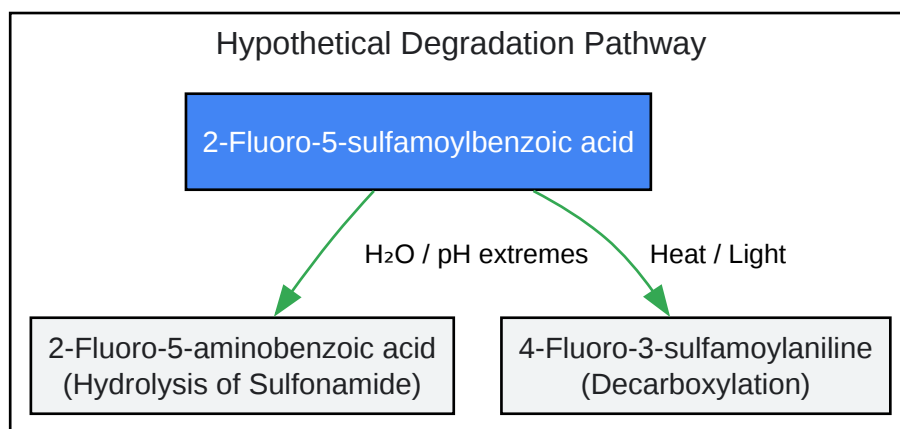 Hypothetical Degradation Pathway
2-Fluoro-5-sulfamoylbenzoic acid
H₂O / pH extremes
Heat / Light
2-Fluoro-5-aminobenzoic acid
(Hydrolysis of Sulfonamide)
4-Fluoro-3-sulfamoylaniline
(Decarboxylation)